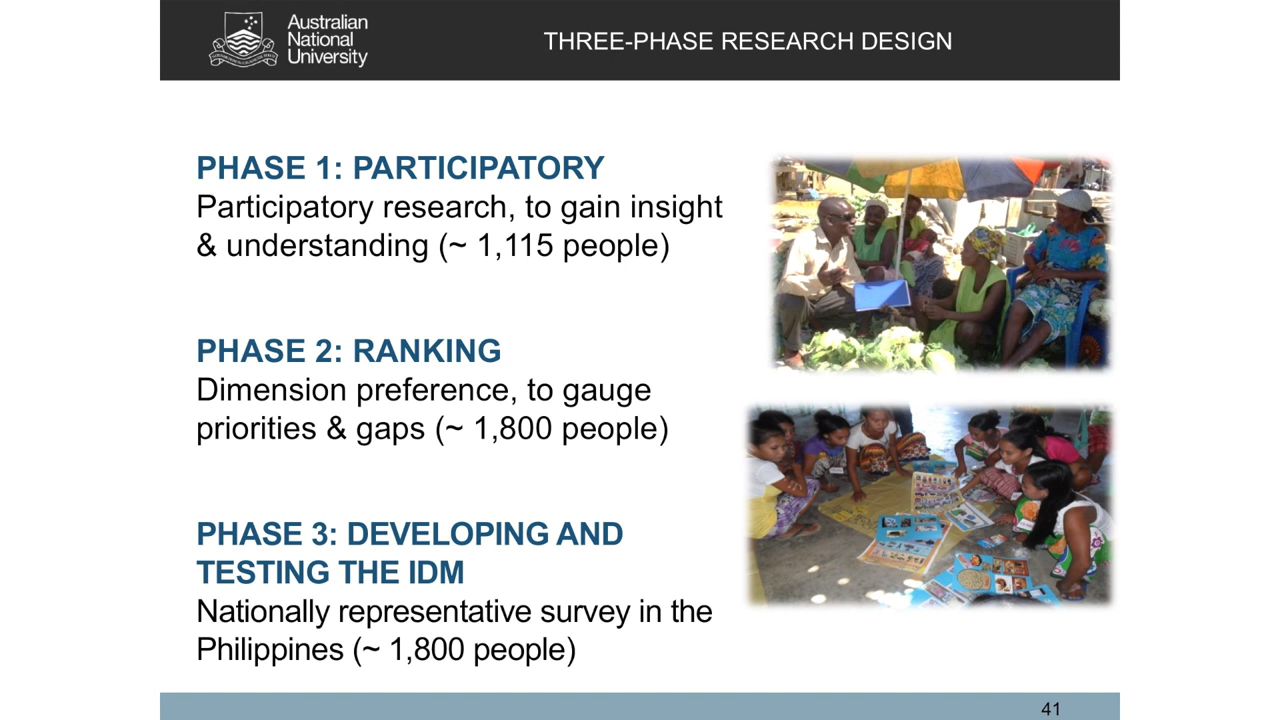 Australian
National
University
THREE-PHASE RESEARCH DESIGN
PHASE 1: PARTICIPATORY
Participatory research, to gain insight
& understanding (~ 1,115 people)
PHASE 2: RANKING
Dimension preference, to gauge
priorities & gaps (~ 1,800 people)
PHASE 3: DEVELOPING AND
TESTING THE IDM
Nationally representative survey in the
Philippines (~ 1,800 people)
41